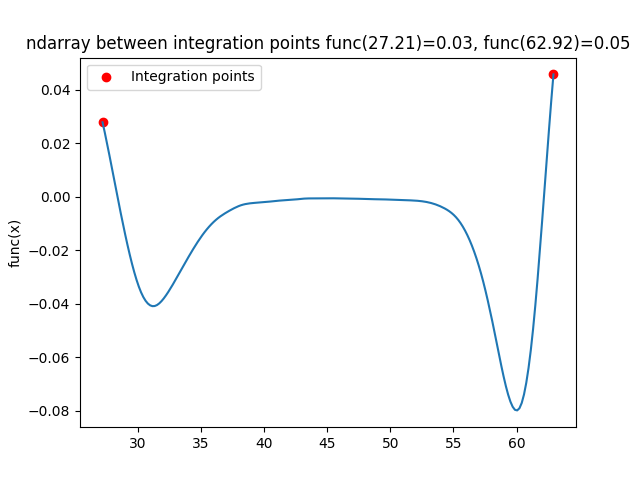 ndarray between integration points func(27.21)=0.03, func(62.92)=0.05
Integration points
func(x)
0.04
0.02
0.00
−0.02
−0.04
−0.06
−0.08
30 35 40 45 50 55 60